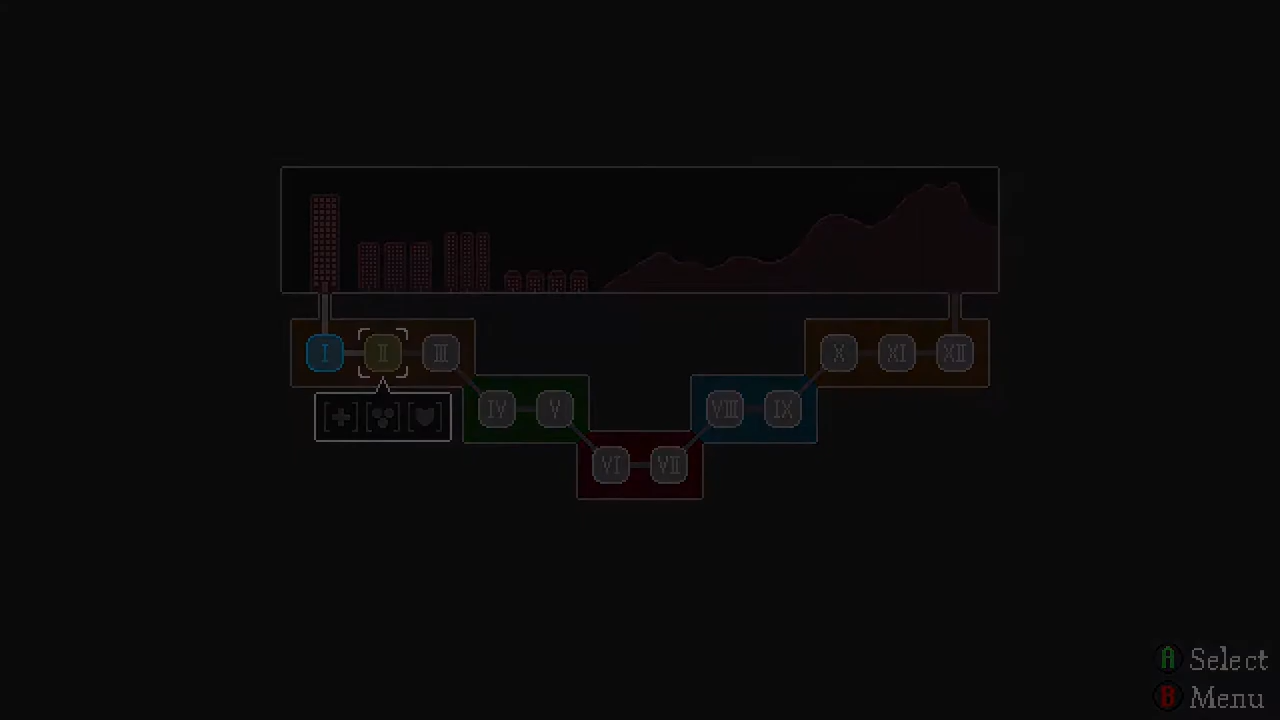 I II III X XI XII
IV V VIII IX
VI VII
A Select
B Menu